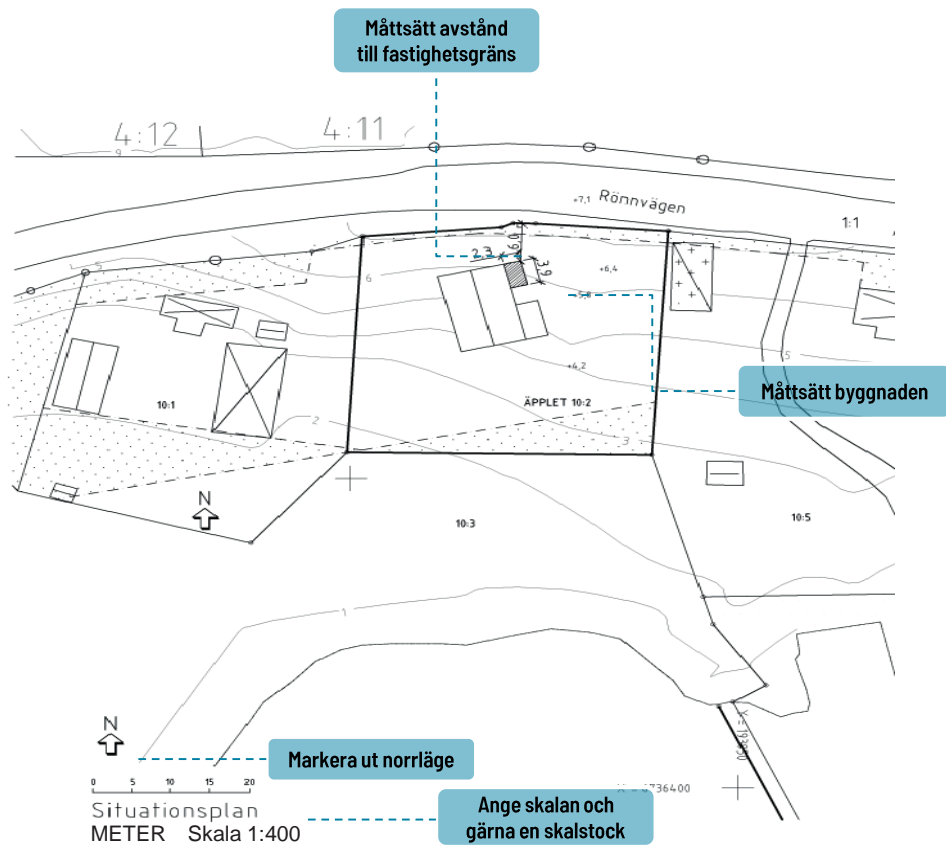 Måttsätt avstånd
till fastighetsgräns
4:12
4:11
9
Rönnvägen
+7,1
1:1
5
6
2,3
3,9
+6,4
+5,8
5
+4,2
Måttsätt byggnaden
10:1
ÄPPLET 10:2
2
3
N
10:3
10:5
1
N
Markera ut norrläge
0 5 10 15 20
Situationsplan
METER Skala 1:400
Ange skalan och
gärna en skalstock